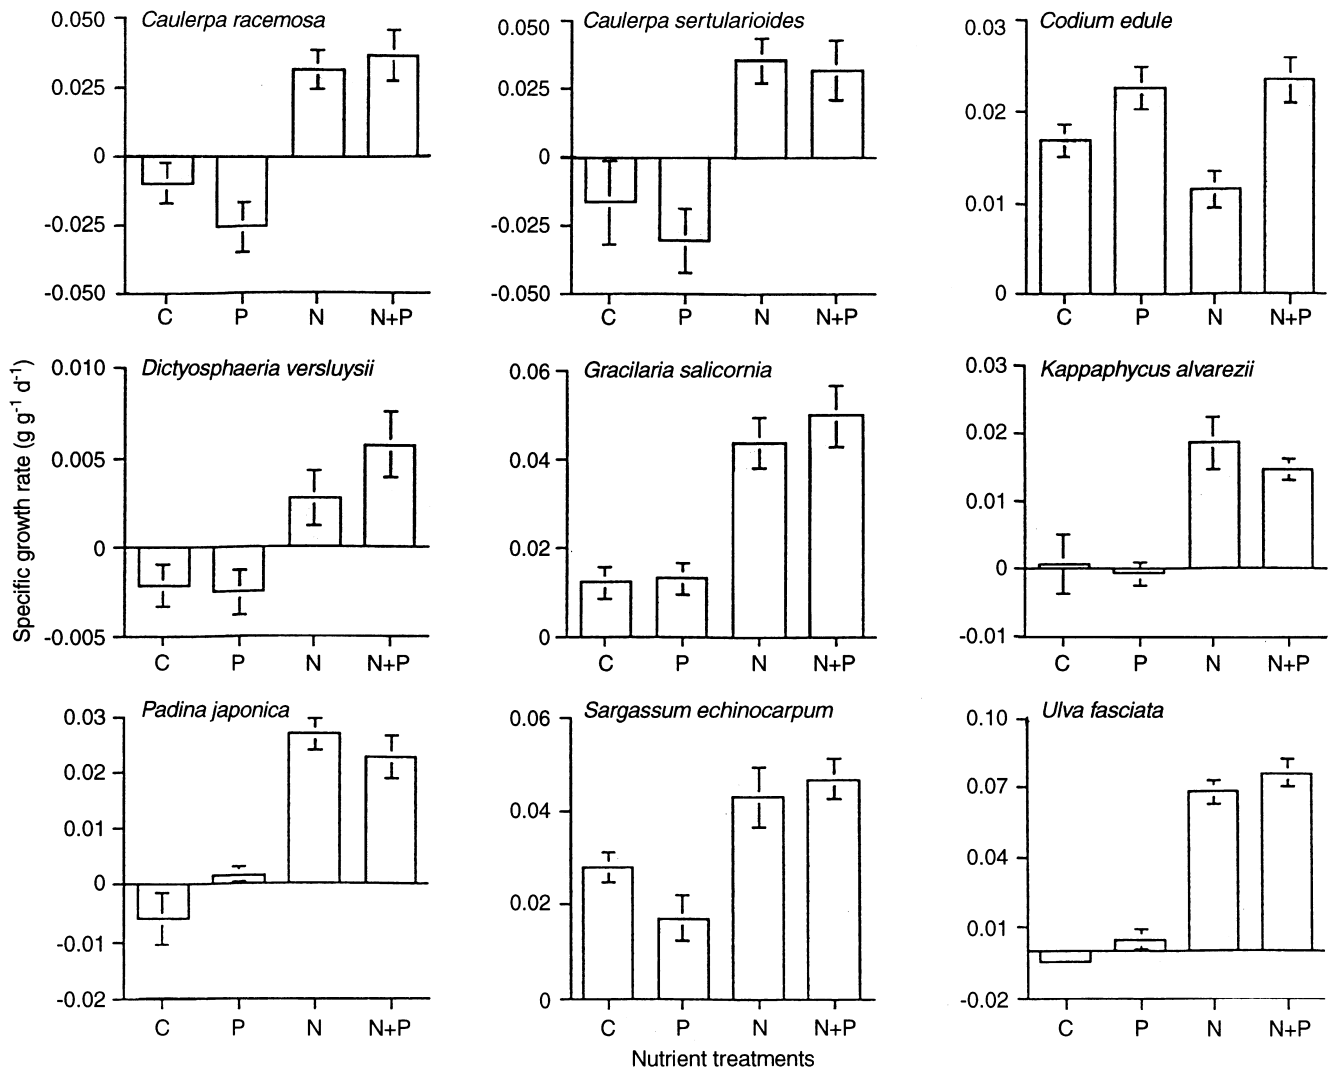 Specific growth rate (g g-1 d-1)
Caulerpa racemosa
0.050
0.025
0
-0.025
-0.050
C P N N+P
Caulerpa sertularioides
0.050
0.025
0
-0.025
-0.050
C P N N+P
Codium edule
0.03
0.02
0.01
0
C P N N+P
Dictyosphaeria versluysii
0.010
0.005
0
-0.005
C P N N+P
Gracilaria salicornia
0.06
0.04
0.02
0
C P N N+P
Kappaphycus alvarezii
0.03
0.02
0.01
0
-0.01
C P N N+P
Padina japonica
0.03
0.02
0.01
0
-0.01
-0.02
C P N N+P
Sargassum echinocarpum
0.06
0.04
0.02
0
C P N N+P
Ulva fasciata
0.10
0.07
0.04
0.01
-0.02
C P N N+P
Nutrient treatments